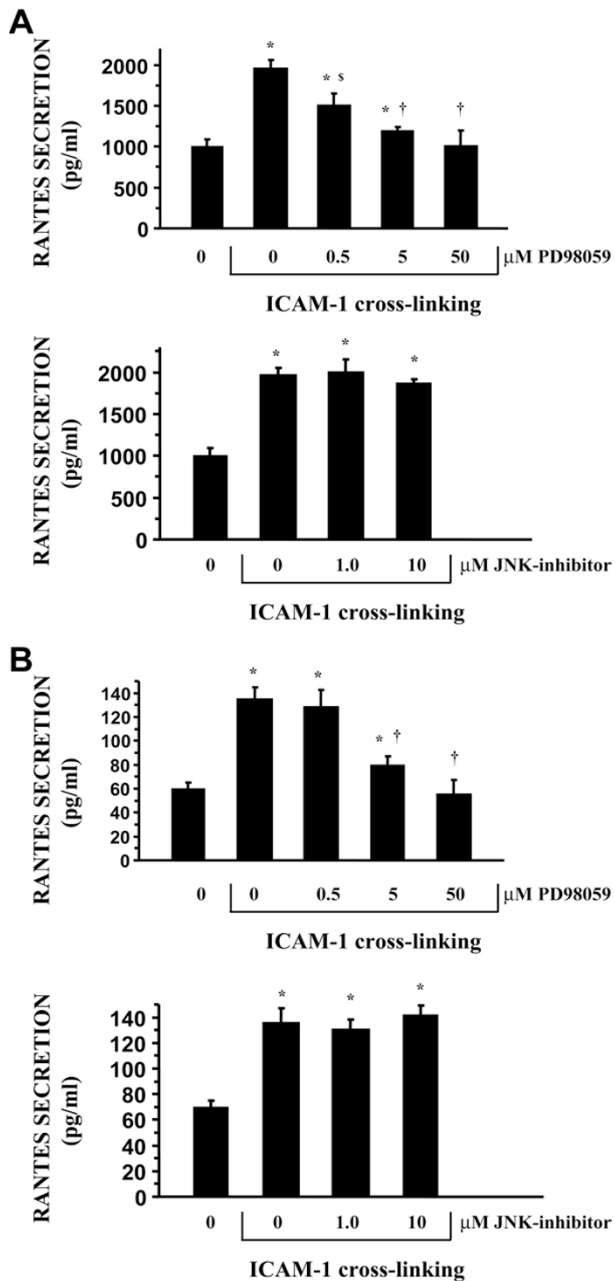 A
RANTES SECRETION
(pg/ml)
2000
1500
1000
500
0
*
* $
* †
†
0 0 0.5 5 50 μM PD98059
ICAM-1 cross-linking
RANTES SECRETION
(pg/ml)
2000
1500
1000
500
0
*
*
*
0 0 1.0 10 μM JNK-inhibitor
ICAM-1 cross-linking
B
RANTES SECRETION
(pg/ml)
140
120
100
80
60
40
20
0
*
*
* †
†
0 0 0.5 5 50 μM PD98059
ICAM-1 cross-linking
RANTES SECRETION
(pg/ml)
140
120
100
80
60
40
20
0
*
*
*
0 0 1.0 10 μM JNK-inhibitor
ICAM-1 cross-linking